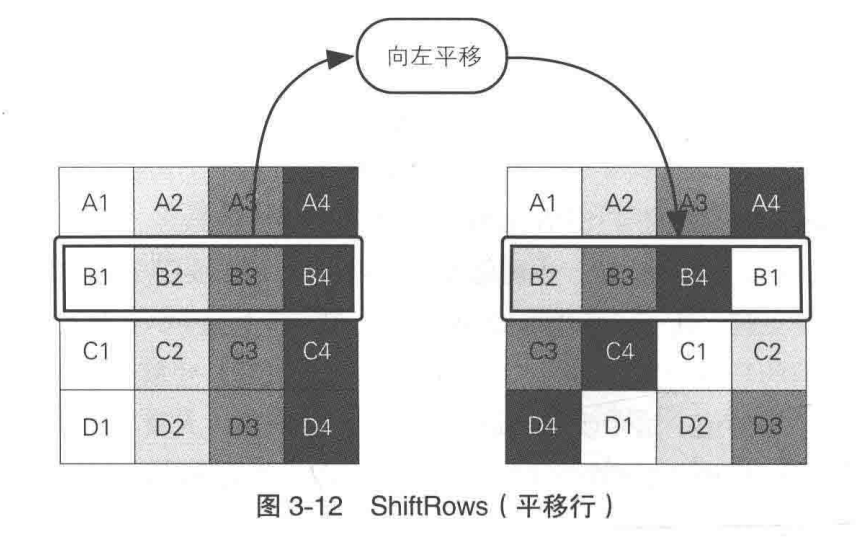 向左平移
A1 A2 A3 A4 A1 A2 A3 A4
B1 B2 B3 B4 B2 B3 B4 B1
C1 C2 C3 C4 C3 C4 C1 C2
D1 D2 D3 D4 D4 D1 D2 D3
图 3-12 ShiftRows（平移行）